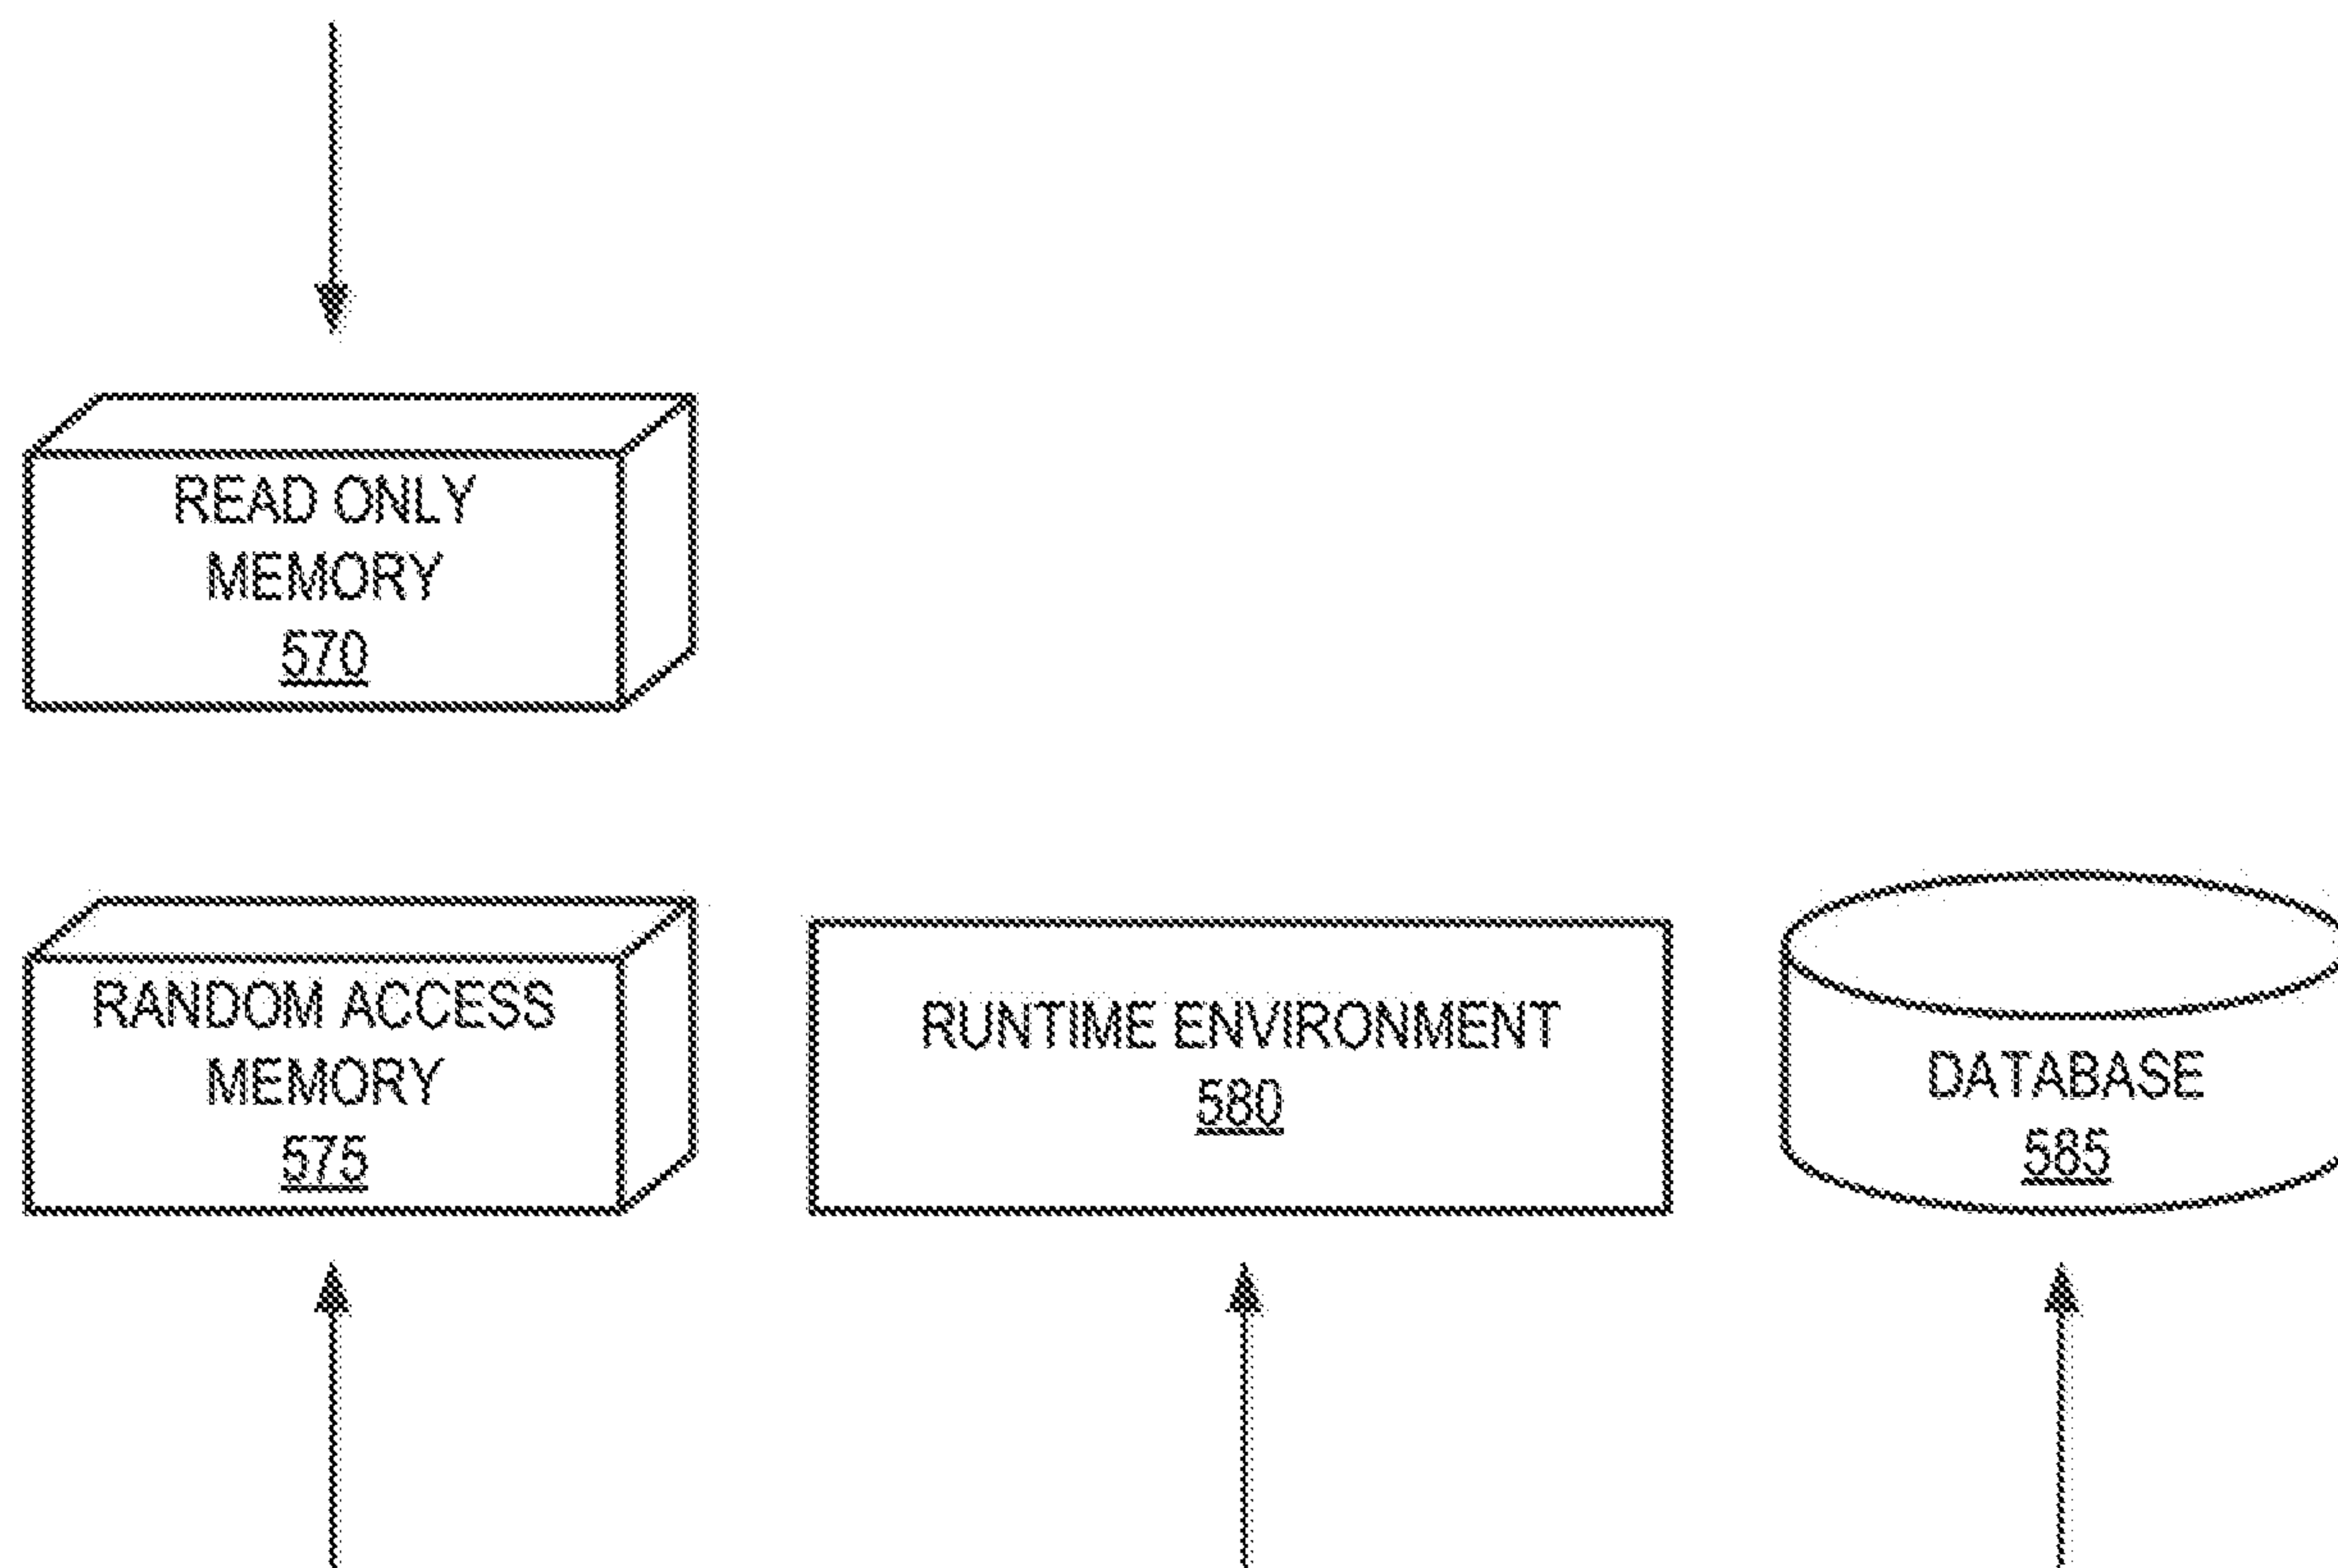 READ ONLY
MEMORY
570
RANDOM ACCESS
MEMORY
575
RUNTIME ENVIRONMENT
580
DATABASE
585